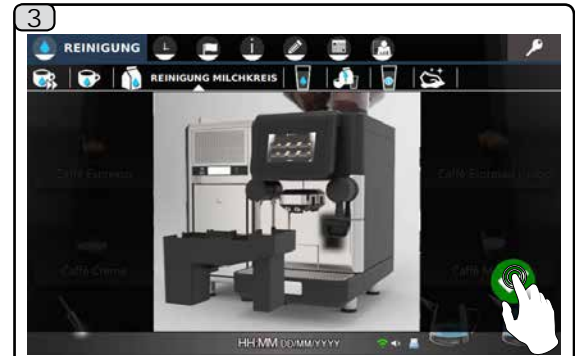 3
REINIGUNG
REINIGUNG MILCHKREIS
Caffè Espresso
Caffè Crème
HH:MM DD/MM/YYYY